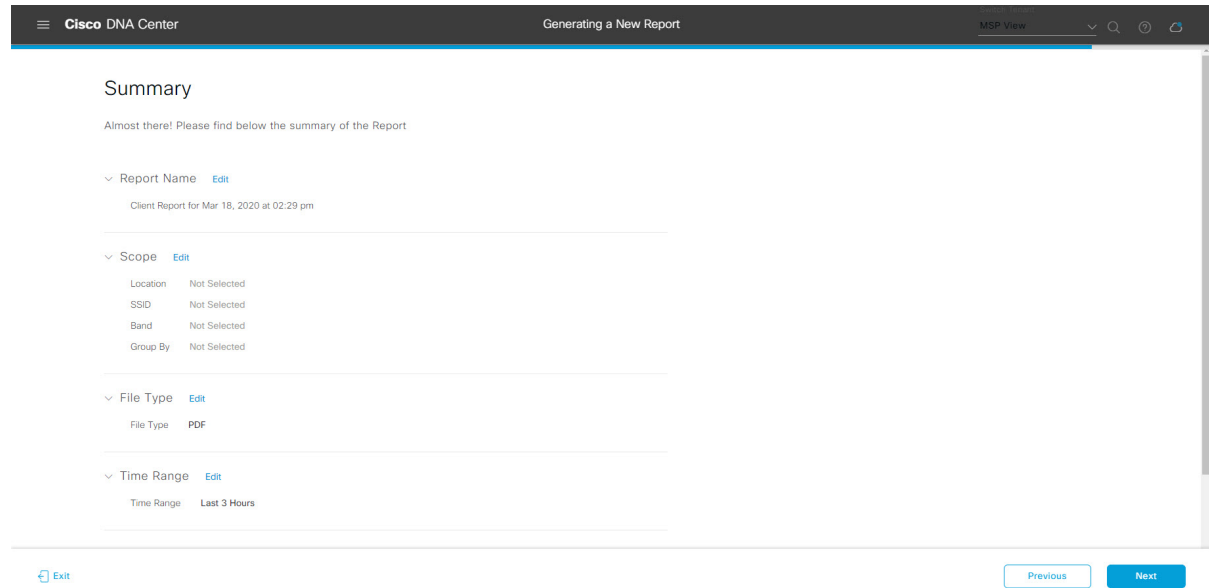 Cisco DNA Center
Generating a New Report
MSP View
Summary
Almost there! Please find below the summary of the Report
Report Name Edit
Client Report for Mar 18, 2020 at 02:29 pm
Scope Edit
Location Not Selected
SSID Not Selected
Band Not Selected
Group By Not Selected
File Type Edit
File Type PDF
Time Range Edit
Time Range Last 3 Hours
Exit
Previous
Next